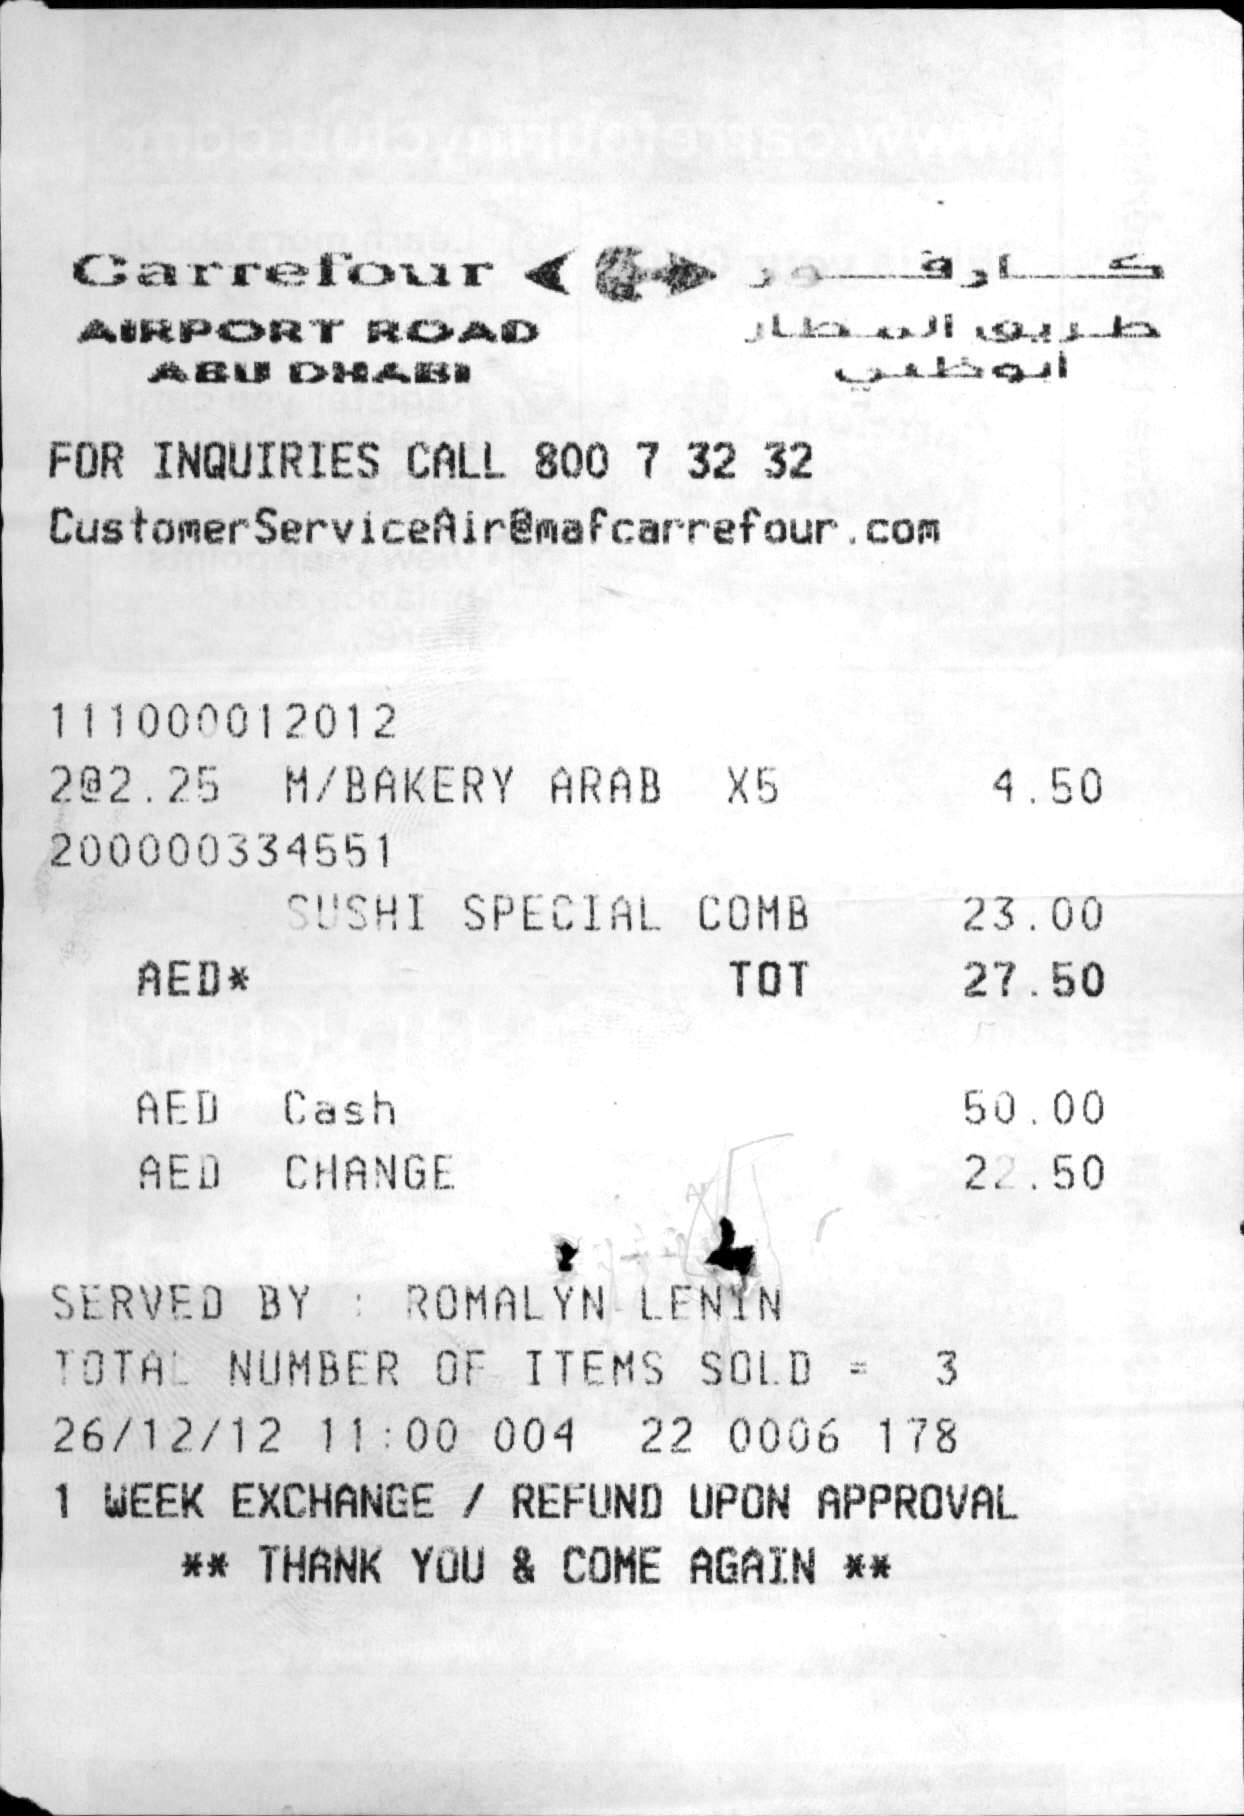 Carrefour كارفور
AIRPORT ROAD طريق المطار
ABU DHABI أبوظبي
FOR INQUIRIES CALL 800 7 32 32
CustomerServiceAir@mafcarrefour.com
111000012012
2@2.25 M/BAKERY ARAB X5 4.50
200000334551
SUSHI SPECIAL COMB 23.00
AED* TOT 27.50
AED Cash 50.00
AED CHANGE 22.50
SERVED BY : ROMALYN LENIN
TOTAL NUMBER OF ITEMS SOLD = 3
26/12/12 11:00 004 22 0006 178
1 WEEK EXCHANGE / REFUND UPON APPROVAL
** THANK YOU & COME AGAIN **